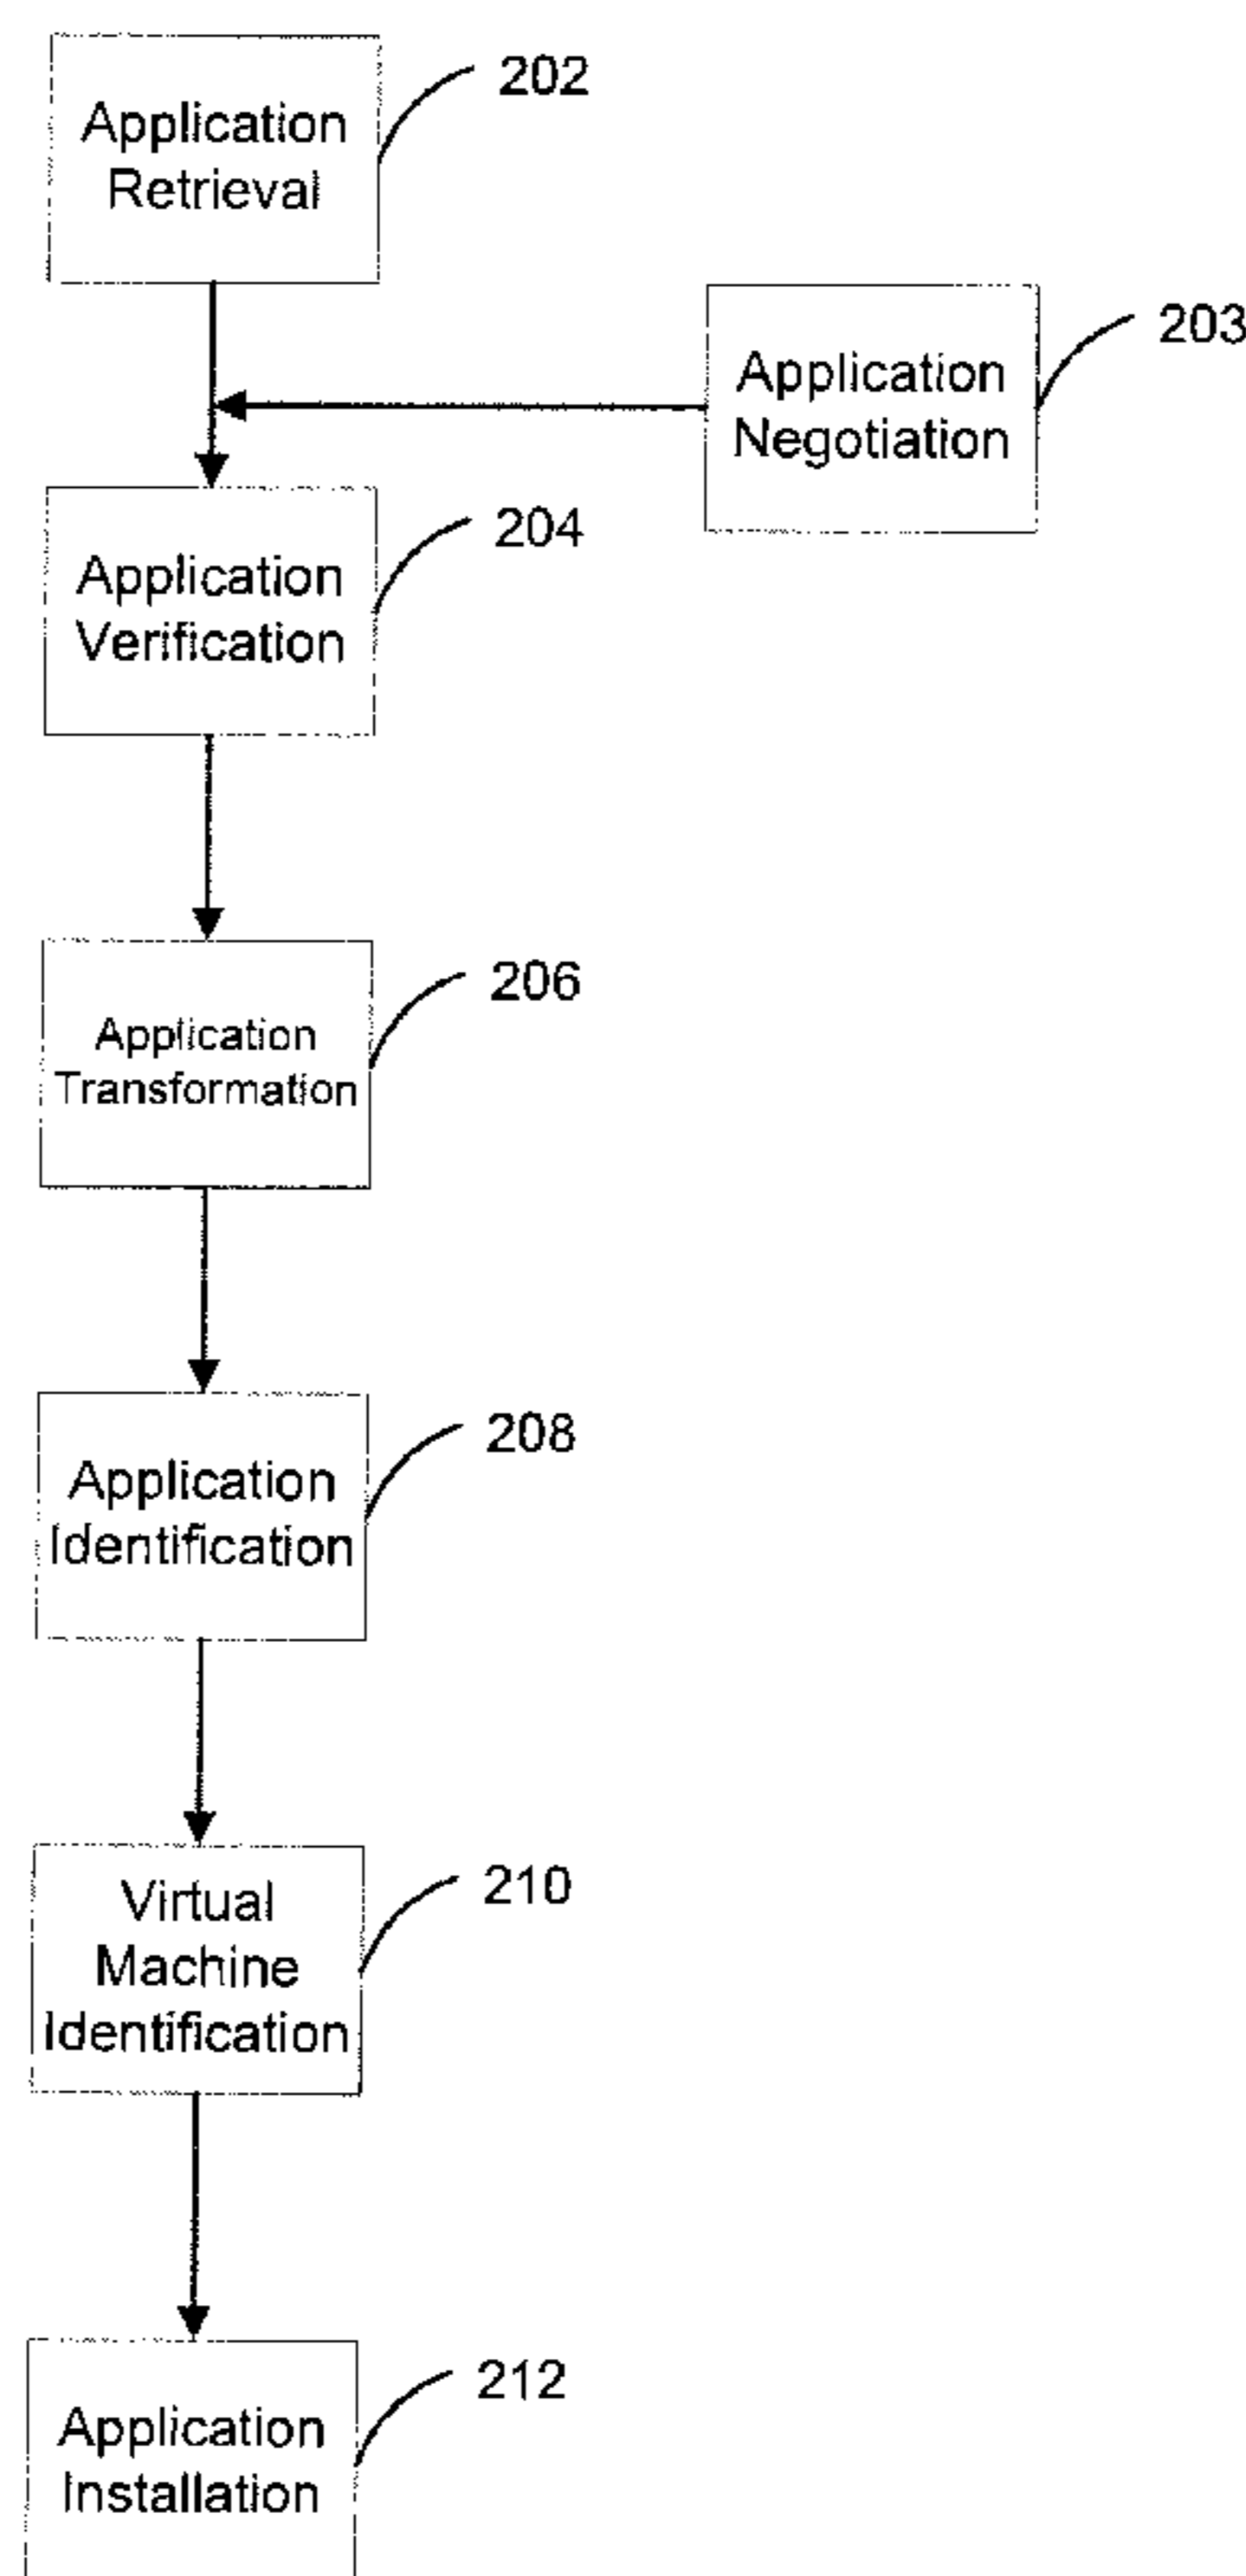 Application
Retrieval
202
Application
Negotiation
203
Application
Verification
204
Application
Transformation
206
Application
Identification
208
Virtual
Machine
Identification
210
Application
Installation
212